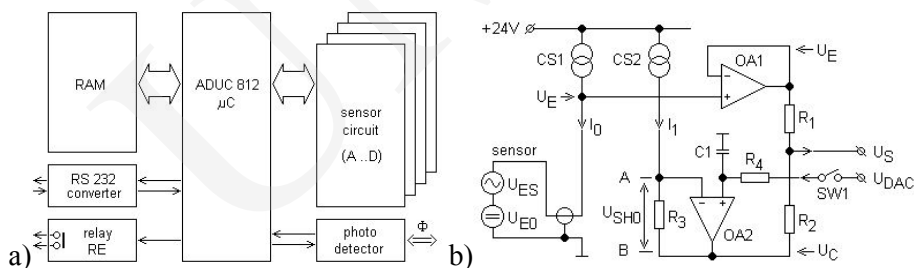 a)
RAM
ADUC 812
µC
sensor
circuit
(A ..D)
RS 232
converter
relay
RE
photo
detector
Φ
b)
+24V
CS1
CS2
OA1
U_E
U_E
I_0
I_1
R_1
sensor
C1
R_4
U_S
U_DAC
SW1
A
U_ES
U_SH0
R_3
OA2
R_2
U_E0
B
U_C